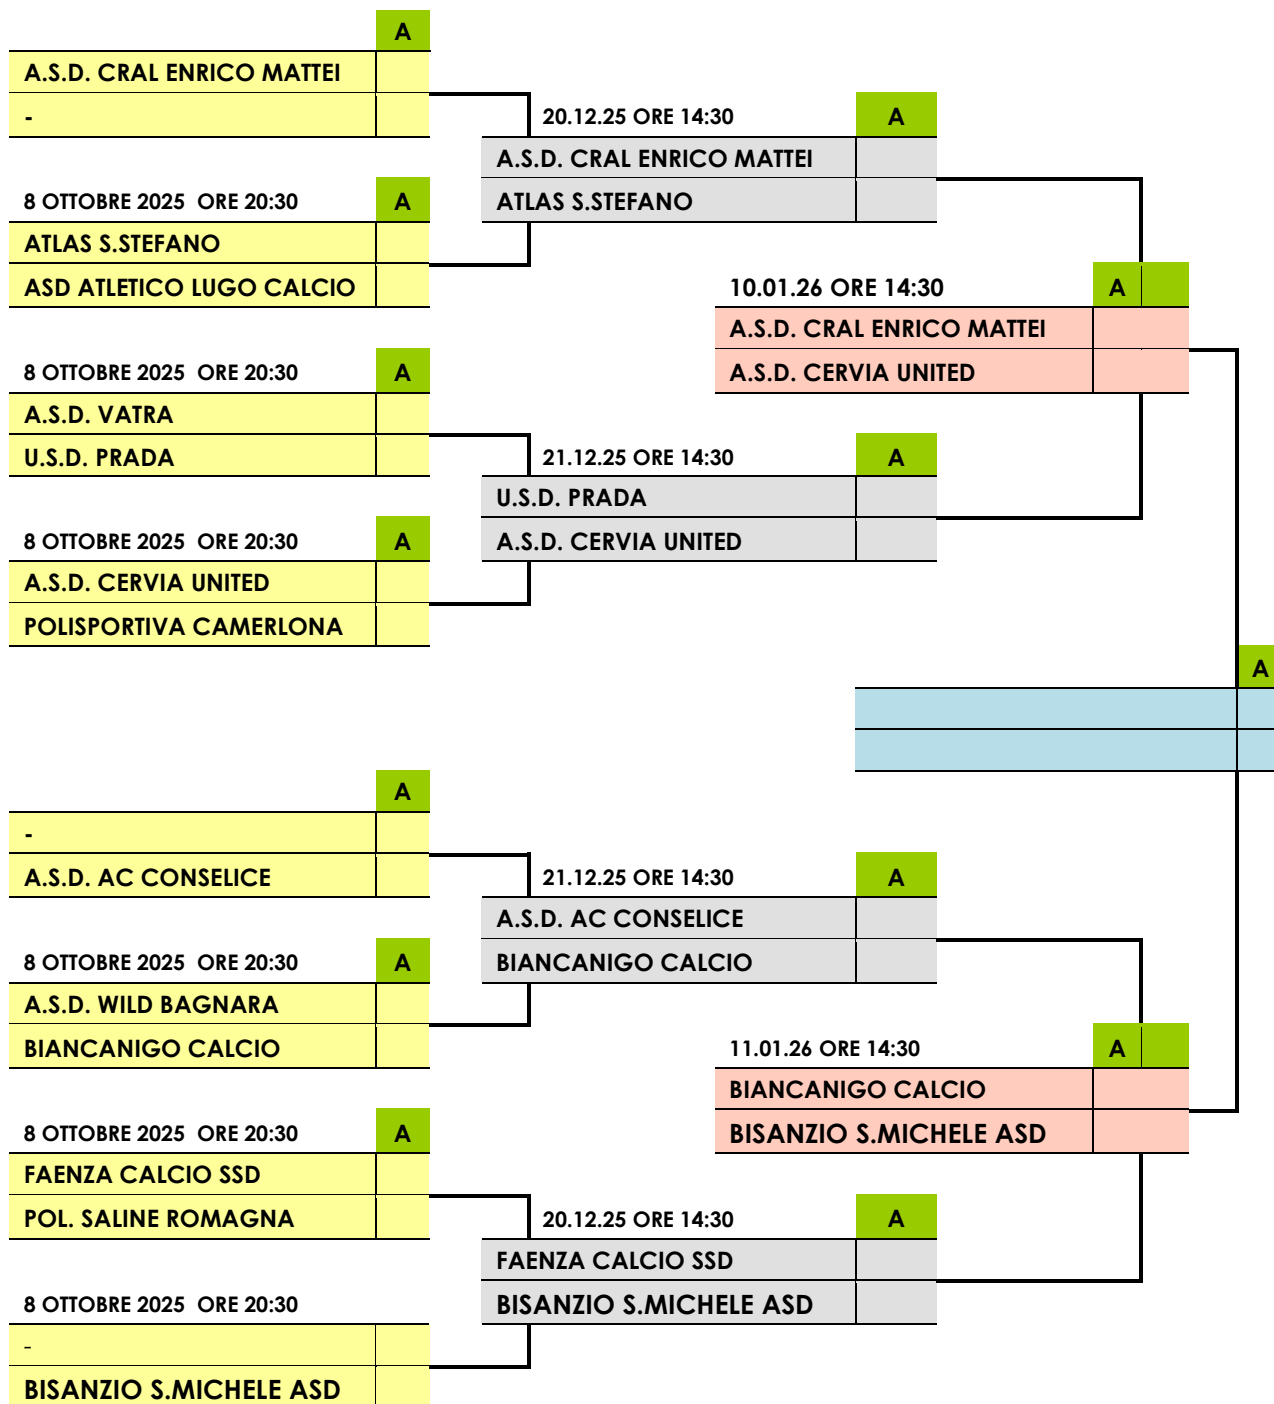 A
A.S.D. CRAL ENRICO MATTEI
-
8 OTTOBRE 2025 ORE 20:30 A
ATLAS S.STEFANO
ASD ATLETICO LUGO CALCIO
8 OTTOBRE 2025 ORE 20:30 A
A.S.D. VATRA
U.S.D. PRADA
8 OTTOBRE 2025 ORE 20:30 A
A.S.D. CERVIA UNITED
POLISPORTIVA CAMERLONA
A
-
A.S.D. AC CONSELICE
8 OTTOBRE 2025 ORE 20:30 A
A.S.D. WILD BAGNARA
BIANCANIGO CALCIO
8 OTTOBRE 2025 ORE 20:30 A
FAENZA CALCIO SSD
POL. SALINE ROMAGNA
8 OTTOBRE 2025 ORE 20:30
-
BISANZIO S.MICHELE ASD
20.12.25 ORE 14:30 A
A.S.D. CRAL ENRICO MATTEI
ATLAS S.STEFANO
21.12.25 ORE 14:30 A
U.S.D. PRADA
A.S.D. CERVIA UNITED
21.12.25 ORE 14:30 A
A.S.D. AC CONSELICE
BIANCANIGO CALCIO
20.12.25 ORE 14:30 A
FAENZA CALCIO SSD
BISANZIO S.MICHELE ASD
10.01.26 ORE 14:30 A
A.S.D. CRAL ENRICO MATTEI
A.S.D. CERVIA UNITED
11.01.26 ORE 14:30 A
BIANCANIGO CALCIO
BISANZIO S.MICHELE ASD
A